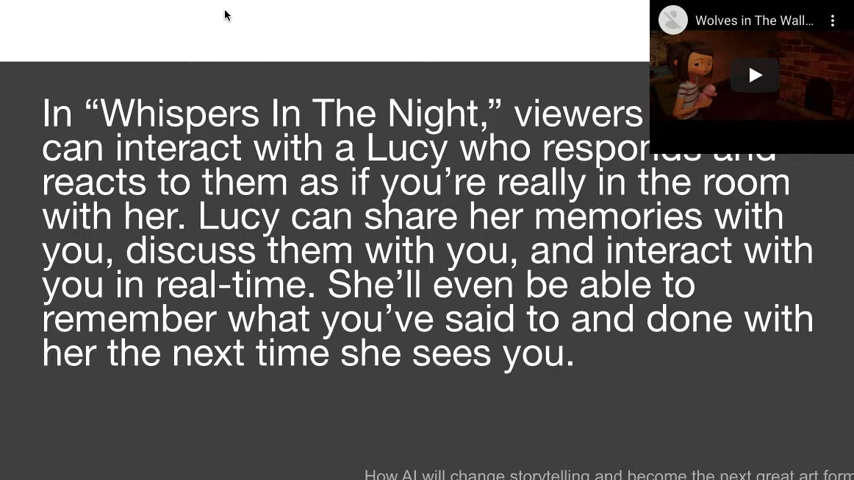 Wolves in The Wall...
In “Whispers In The Night,” viewers
can interact with a Lucy who responds and
reacts to them as if you’re really in the room
with her. Lucy can share her memories with
you, discuss them with you, and interact with
you in real-time. She’ll even be able to
remember what you’ve said to and done with
her the next time she sees you.
How AI will change storytelling and become the next great art form